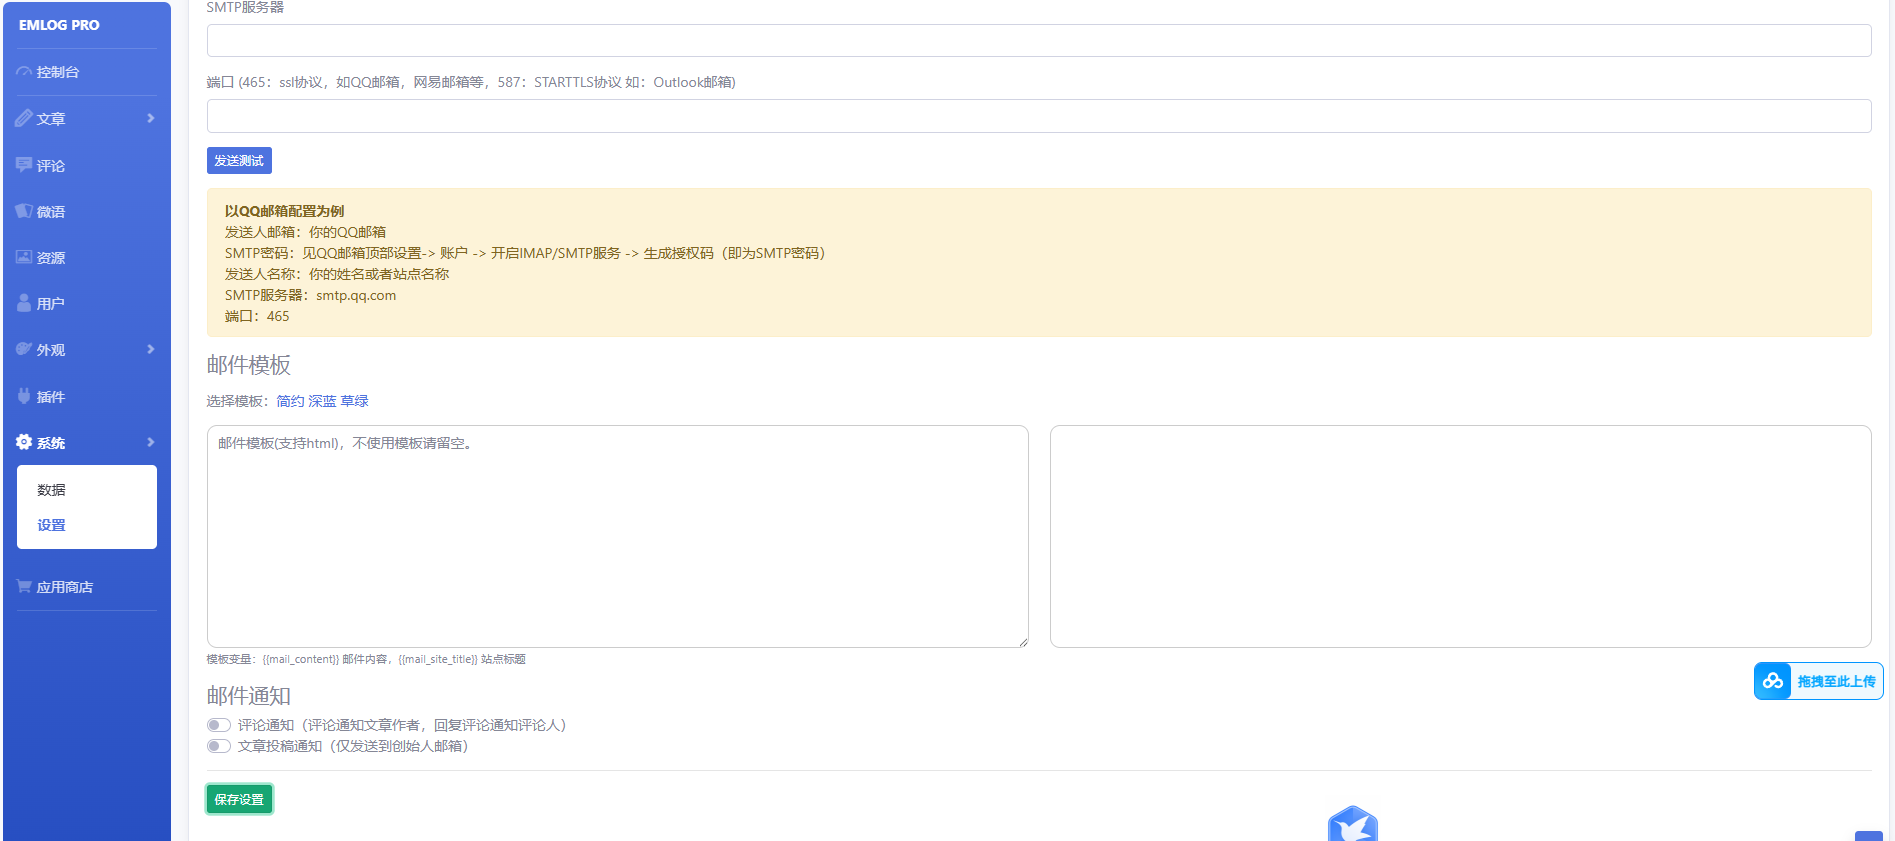 EMLOG PRO
控制台
文章
评论
微语
资源
用户
外观
插件
系统
数据
设置
应用商店
SMTP服务器
端口 (465：ssl协议，如QQ邮箱，网易邮箱等，587：STARTTLS协议 如：Outlook邮箱)
发送测试
以QQ邮箱配置为例
发送人邮箱：你的QQ邮箱
SMTP密码：见QQ邮箱顶部设置-> 账户 -> 开启IMAP/SMTP服务 -> 生成授权码（即为SMTP密码）
发送人名称：你的姓名或者站点名称
SMTP服务器：smtp.qq.com
端口：465
邮件模板
选择模板：简约 深蓝 草绿
邮件模板(支持html)，不使用模板请留空。
模板变量：{{mail_content}} 邮件内容，{{mail_site_title}} 站点标题
拖拽至此上传
邮件通知
评论通知（评论通知文章作者，回复评论通知评论人）
文章投稿通知（仅发送到创始人邮箱）
保存设置